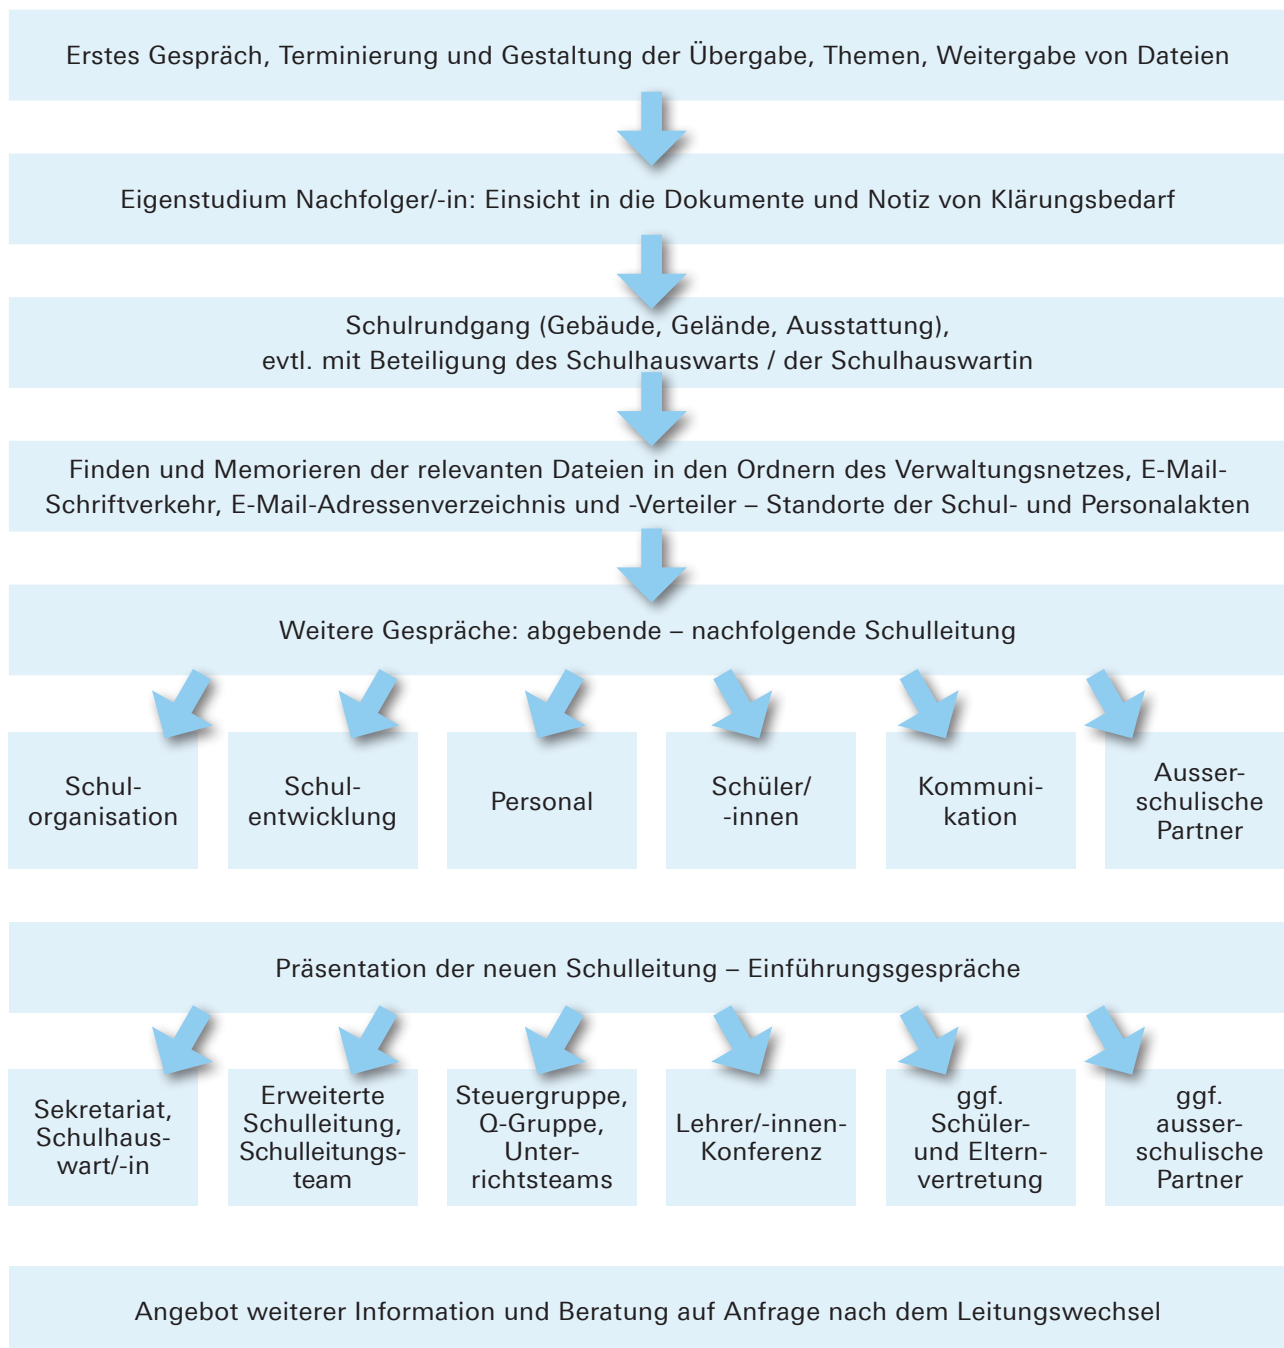 Erstes Gespräch, Terminierung und Gestaltung der Übergabe, Themen, Weitergabe von Dateien
Eigenstudium Nachfolger/-in: Einsicht in die Dokumente und Notiz von Klärungsbedarf
Schulrundgang (Gebäude, Gelände, Ausstattung),
evtl. mit Beteiligung des Schulhauswarts / der Schulhauswartin
Finden und Memorieren der relevanten Dateien in den Ordnern des Verwaltungsnetzes, E-Mail-
Schriftverkehr, E-Mail-Adressenverzeichnis und -Verteiler – Standorte der Schul- und Personalakten
Weitere Gespräche: abgebende – nachfolgende Schulleitung
Schul-
organisation
Schul-
entwicklung
Personal
Schüler/
-innen
Kommuni-
kation
Ausser-
schulische
Partner
Präsentation der neuen Schulleitung – Einführungsgespräche
Sekretariat,
Schulhaus-
wart/-in
Erweiterte
Schulleitung,
Schulleitungs-
team
Steuergruppe,
Q-Gruppe,
Unter-
richtsteams
Lehrer/-innen-
Konferenz
ggf.
Schüler-
und Eltern-
vertretung
ggf.
ausser-
schulische
Partner
Angebot weiterer Information und Beratung auf Anfrage nach dem Leitungswechsel